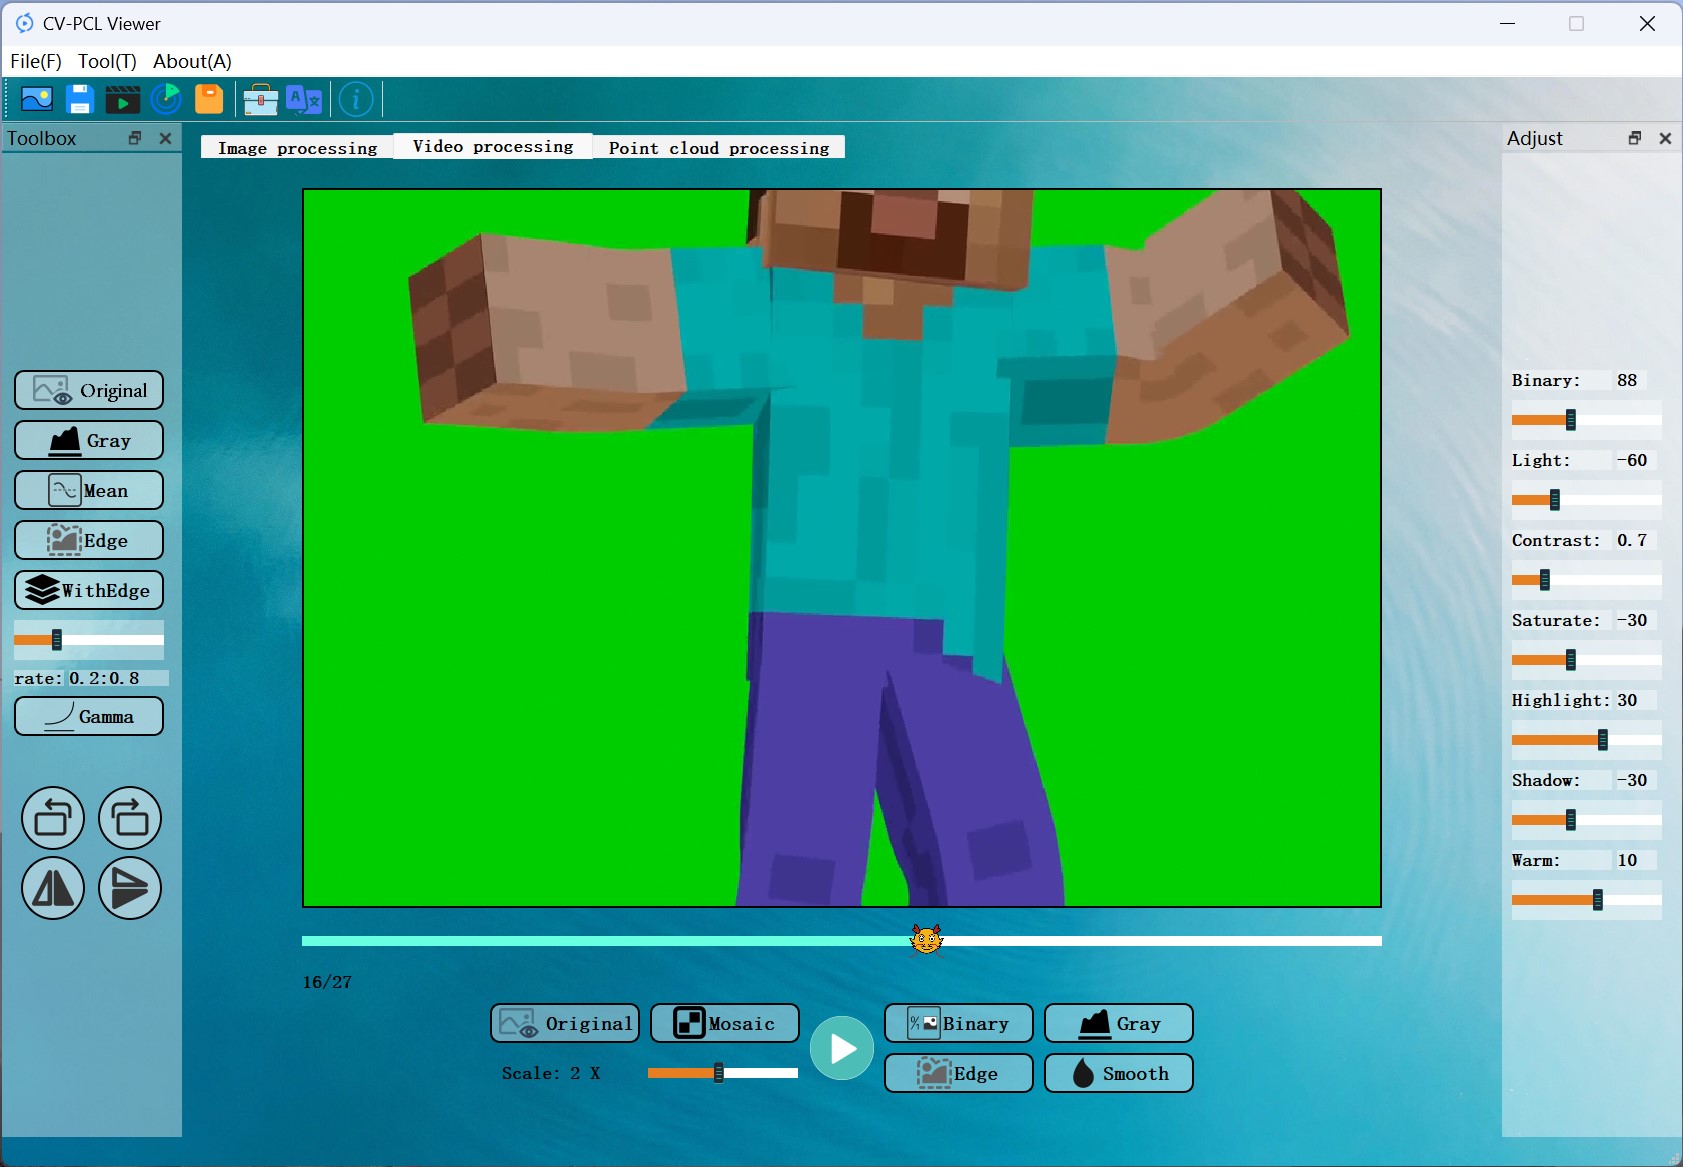 CV-PCL Viewer
File(F) Tool(T) About(A)
Toolbox
Image processing Video processing Point cloud processing
Adjust
Original
Gray
Mean
Edge
WithEdge
rate: 0.2:0.8
Gamma
Binary: 88
Light: -60
Contrast: 0.7
Saturate: -30
Highlight: 30
Shadow: -30
Warm: 10
16/27
Original Mosaic Binary Gray
Scale: 2 X Edge Smooth